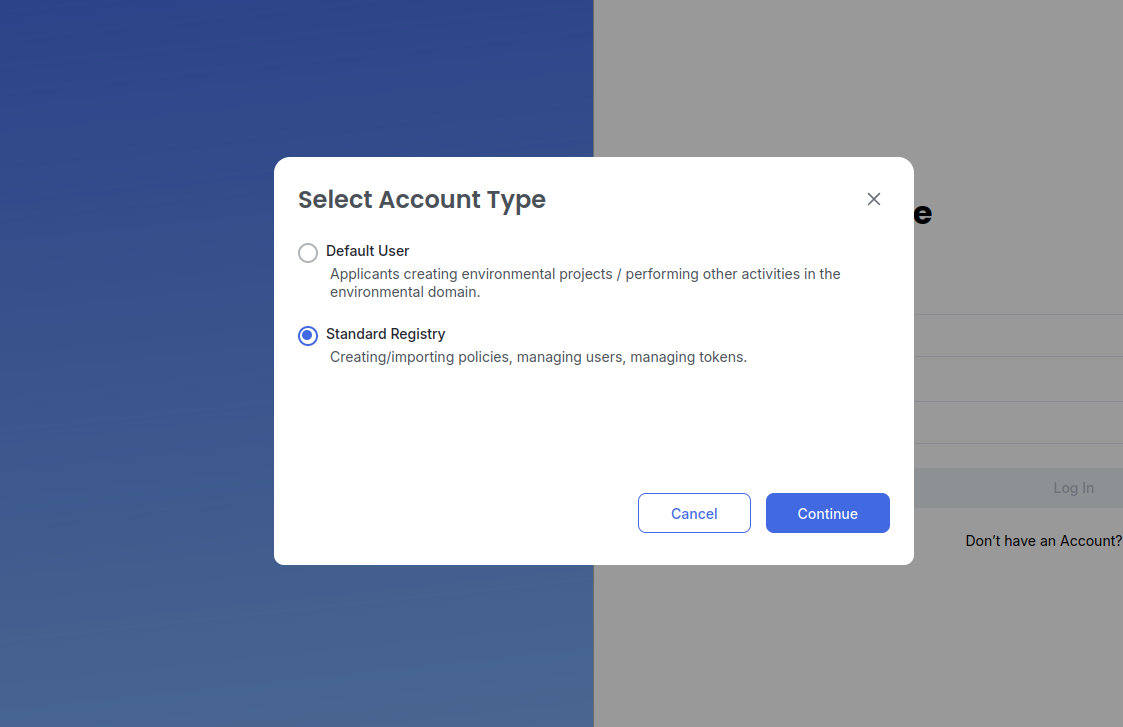 Select Account Type
Default User
Applicants creating environmental projects / performing other activities in the
environmental domain.
Standard Registry
Creating/importing policies, managing users, managing tokens.
Cancel
Continue
e
Log In
Don’t have an Account?